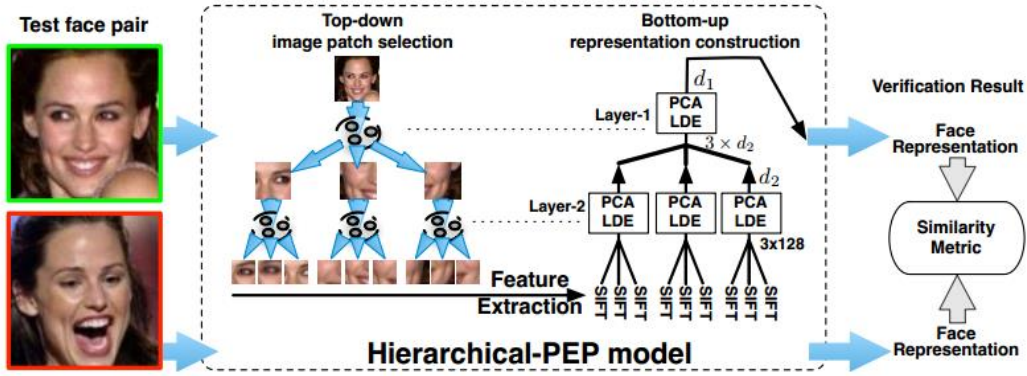 Test face pair
Top-down
image patch selection
Bottom-up
representation construction
d₁
PCA
LDE
Layer-1
3 × d₂
d₂
Layer-2
PCA
LDE
PCA
LDE
PCA
LDE
3x128
SIFT
SIFT
SIFT
SIFT
SIFT
SIFT
SIFT
SIFT
SIFT
Feature
Extraction
Hierarchical-PEP model
Verification Result
Face
Representation
Similarity
Metric
Face
Representation